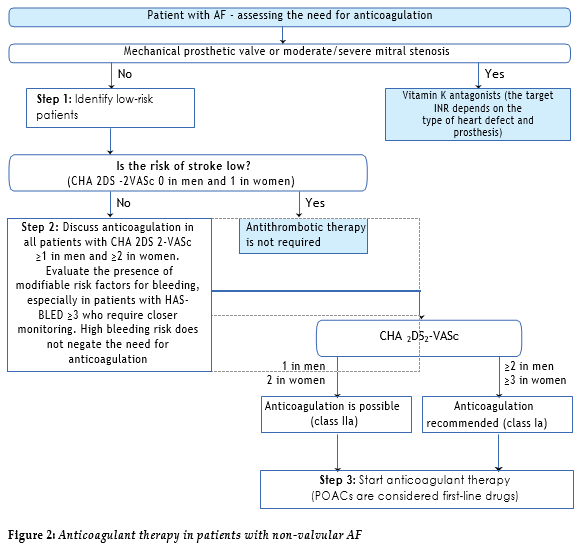 Patient with AF - assessing the need for anticoagulation
Mechanical prosthetic valve or moderate/severe mitral stenosis
No
Yes
Step 1: Identify low-risk
patients
Vitamin K antagonists (the target
INR depends on the
type of heart defect and
prosthesis)
Is the risk of stroke low?
(CHA 2DS -2VASc 0 in men and 1 in women)
No
Yes
Step 2: Discuss anticoagulation in
all patients with CHA 2DS 2-VASc
≥1 in men and ≥2 in women.
Evaluate the presence of
modifiable risk factors for bleeding,
especially in patients with HAS-
BLED ≥3 who require closer
monitoring. High bleeding risk does
not negate the need for
anticoagulation
Antithrombotic therapy
is not required
CHA 2DS2-VASc
1 in men
2 in women
≥2 in men
≥3 in women
Anticoagulation is possible
(class IIa)
Anticoagulation
recommended (class Ia)
Step 3: Start anticoagulant therapy
(POACs are considered first-line drugs)
Figure 2: Anticoagulant therapy in patients with non-valvular AF